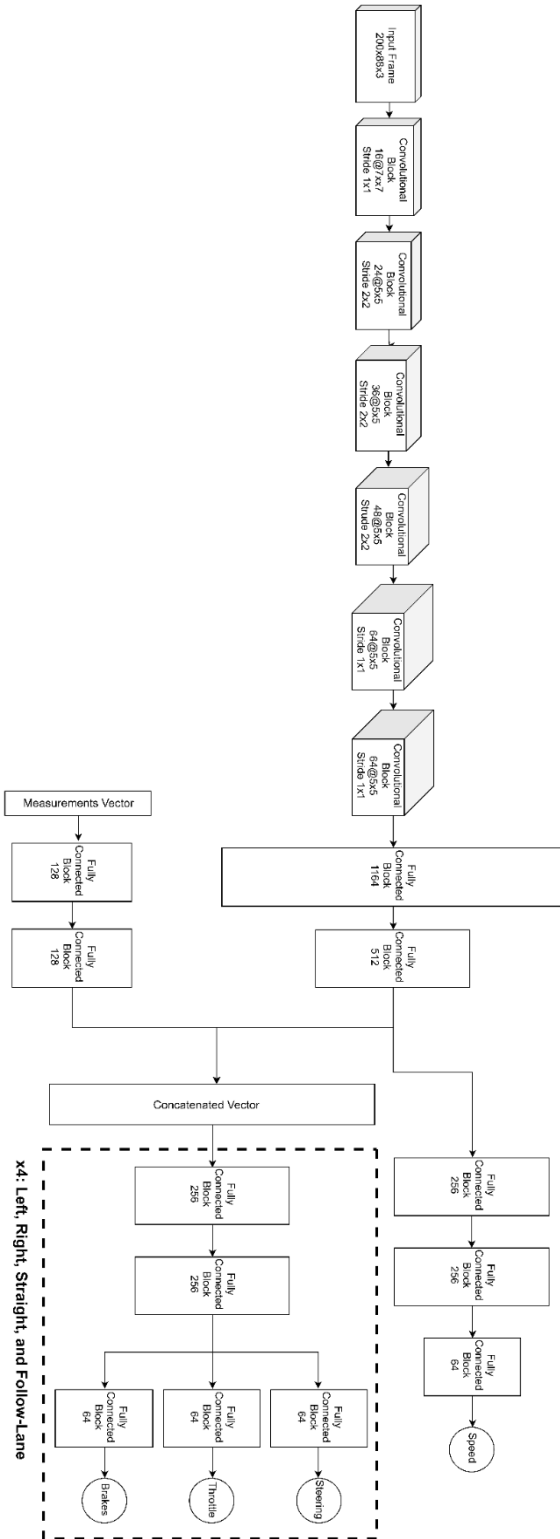 Input Frame
200x88x3
Convolutional
Block
16@7xx7
Stride 1x1
Convolutional
Block
24@5x5
Stride 2x2
Convolutional
Block
36@5x5
Stride 2x2
Convolutional
Block
48@5x5
Strude 2x2
Convolutional
Block
64@5x5
Stride 1x1
Convolutional
Block
64@5x5
Stride 1x1
Fully
Connected
Block
1164
Fully
Connected
Block
512
Measurements Vector
Fully
Connected
Block
128
Fully
Connected
Block
128
Concatenated Vector
Fully
Connected
Block
256
Fully
Connected
Block
256
Fully
Connected
Block
64
Speed
Fully
Connected
Block
256
Fully
Connected
Block
256
Fully
Connected
Block
64
Steering
Fully
Connected
Block
64
Throttle
Fully
Connected
Block
64
Brakes
x4: Left, Right, Straight, and Follow-Lane